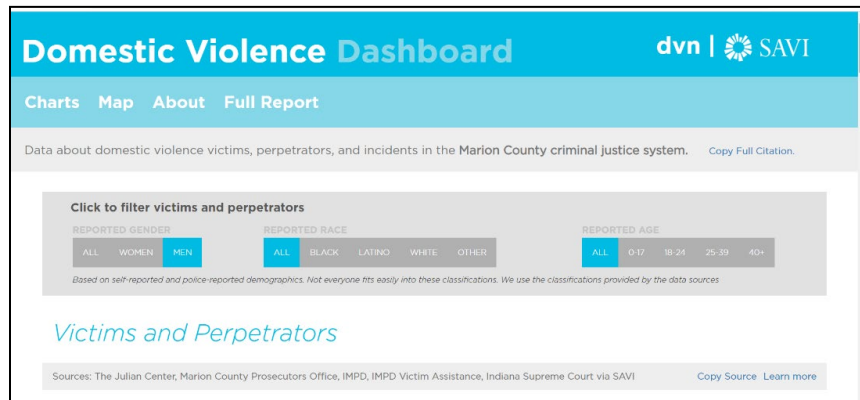 Domestic Violence Dashboard dvn | SAVI
Charts Map About Full Report
Data about domestic violence victims, perpetrators, and incidents in the Marion County criminal justice system. Copy Full Citation.
Click to filter victims and perpetrators
REPORTED GENDER REPORTED RACE REPORTED AGE
ALL WOMEN MEN ALL BLACK LATINO WHITE OTHER ALL 0-17 18-24 25-39 40+
Based on self-reported and police-reported demographics. Not everyone fits easily into these classifications. We use the classifications provided by the data sources
Victims and Perpetrators
Sources: The Julian Center, Marion County Prosecutors Office, IMPD, IMPD Victim Assistance, Indiana Supreme Court via SAVI Copy Source Learn more